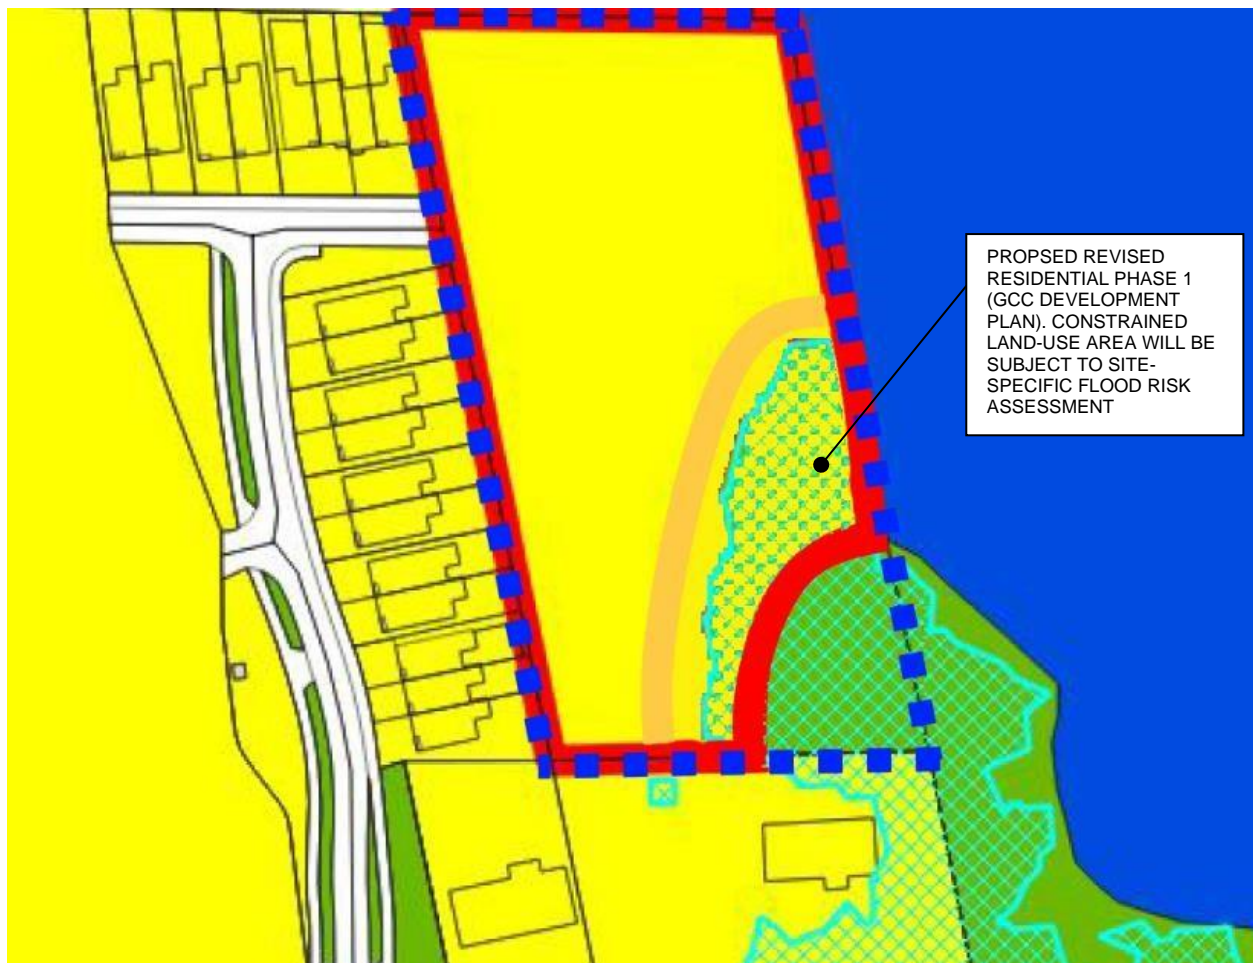 PROPSED REVISED
RESIDENTIAL PHASE 1
(GCC DEVELOPMENT
PLAN). CONSTRAINED
LAND-USE AREA WILL BE
SUBJECT TO SITE-
SPECIFIC FLOOD RISK
ASSESSMENT